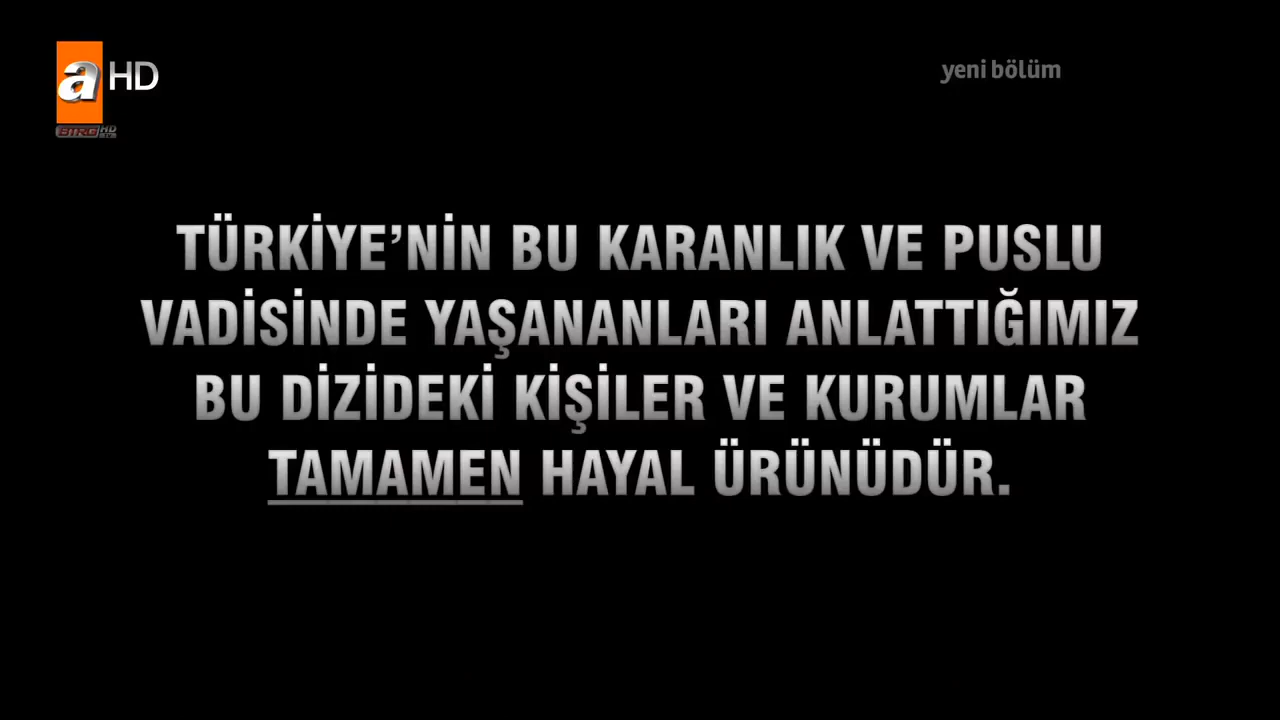 a HD
yeni bölüm
TÜRKİYE’NİN BU KARANLIK VE PUSLU
VADİSİNDE YAŞANANLARI ANLATTIĞIMIZ
BU DİZİDEKİ KİŞİLER VE KURUMLAR
TAMAMEN HAYAL ÜRÜNÜDÜR.